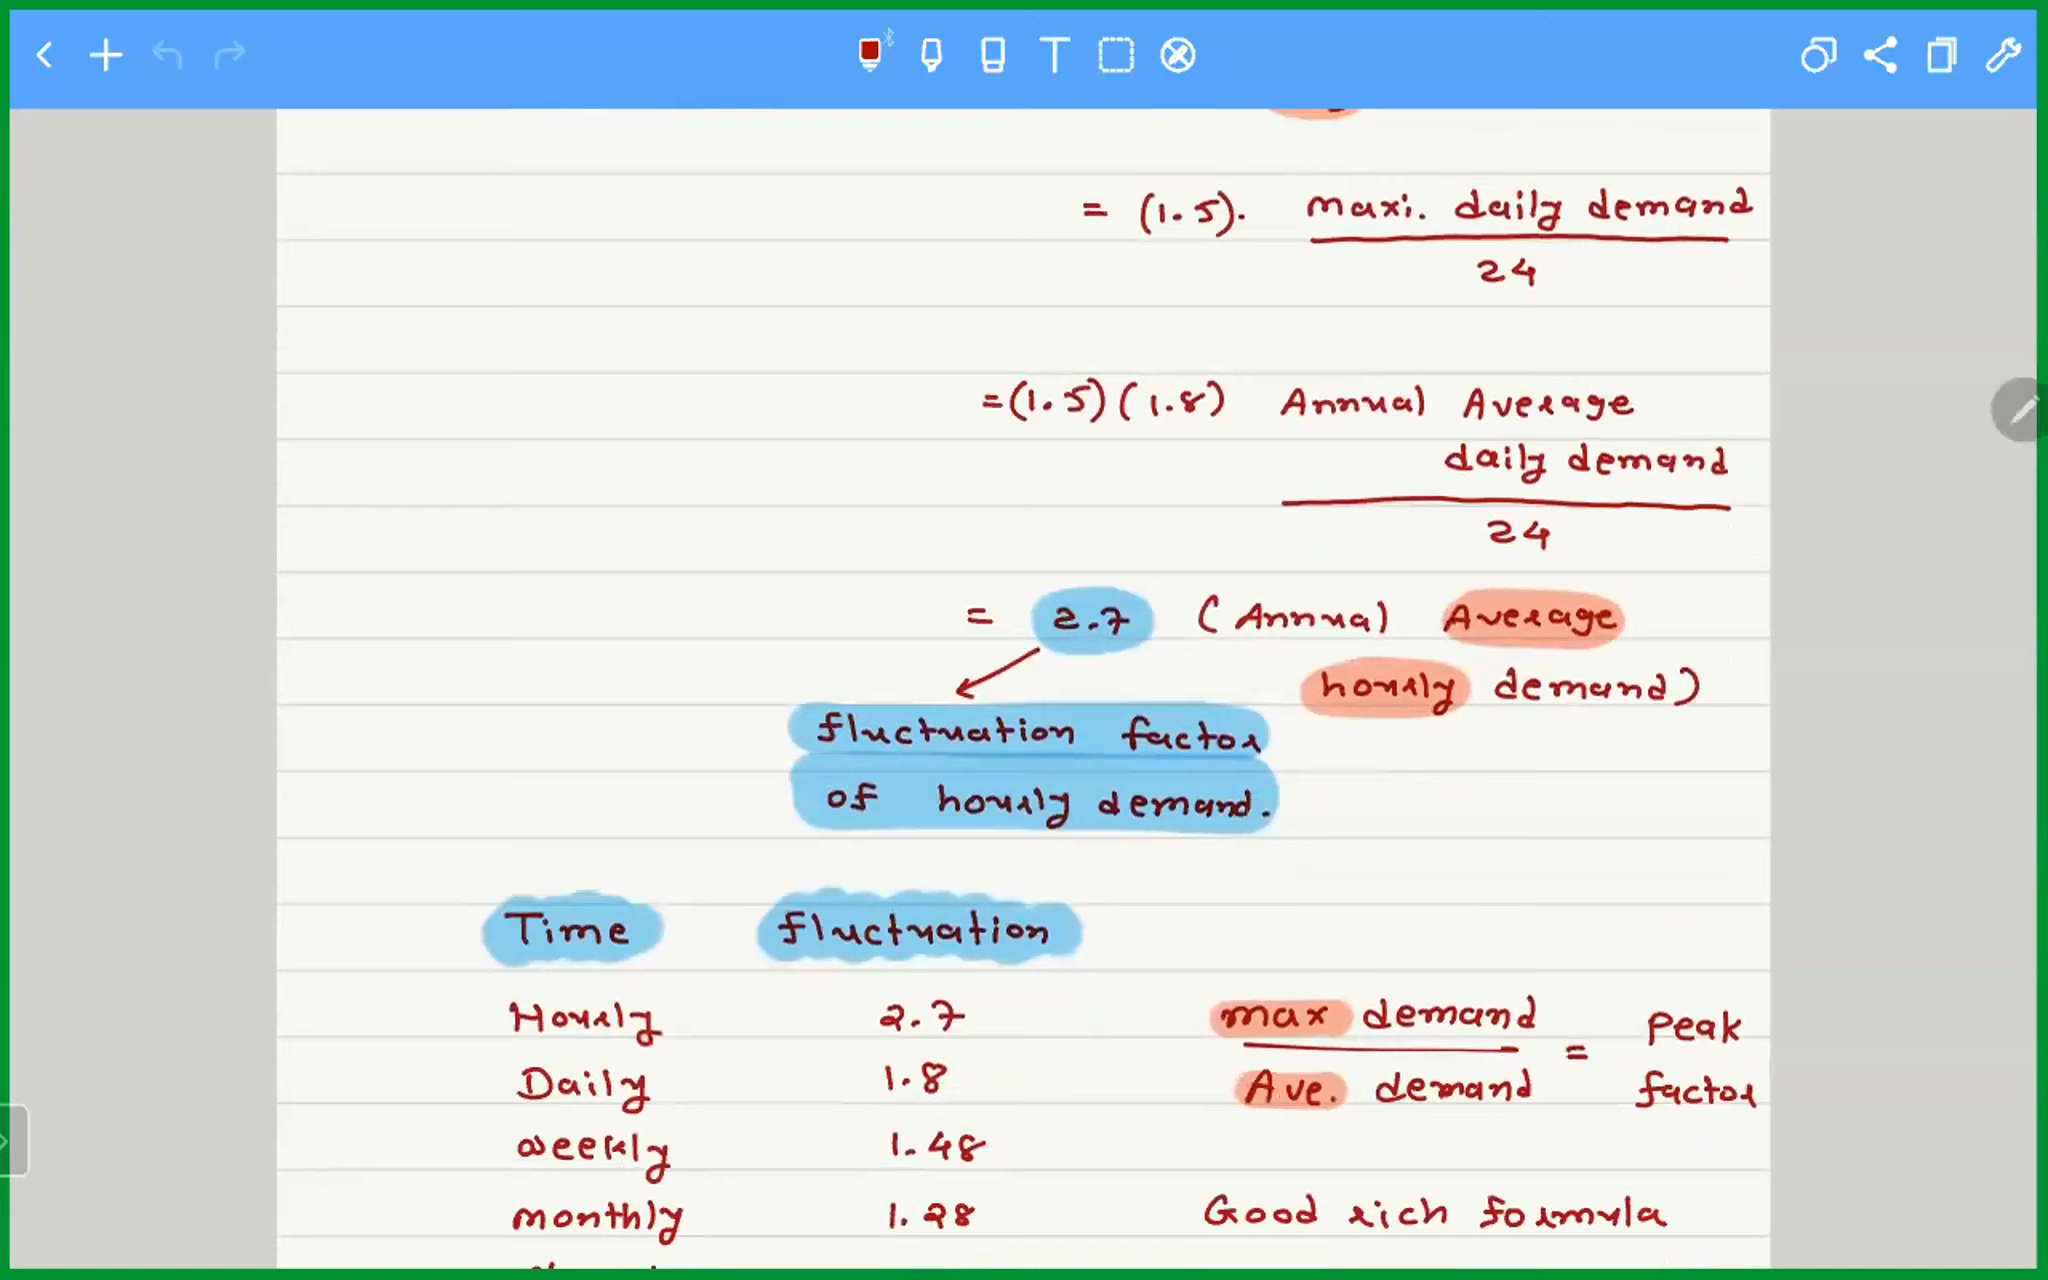 = (1.5). maxi. daily demand
24
= (1.5) (1.8) Annual Average
daily demand
24
= 2.7 (Annual Average
hourly demand)
fluctuation factor
of hourly demand.
Time fluctuation
Hourly 2.7
Daily 1.8
weekly 1.48
monthly 1.28
max demand
Ave. demand
= Peak
factor
Good rich formula